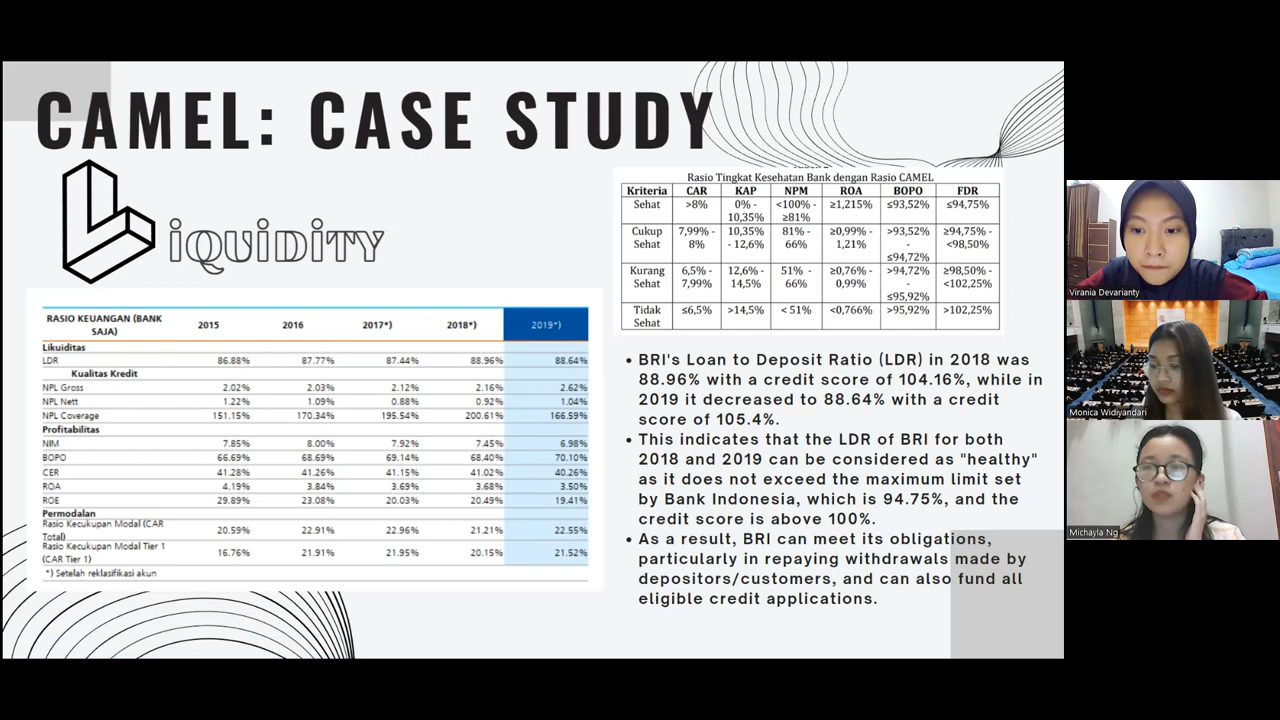 CAMEL: CASE STUDY
LiQUiDiTY
RASIO KEUANGAN (BANK SAJA) 2015 2016 2017*) 2018*) 2019*)
Likuiditas
LDR 86.88% 87.77% 87.44% 88.96% 88.64%
Kualitas Kredit
NPL Gross 2.02% 2.03% 2.12% 2.16% 2.62%
NPL Nett 1.22% 1.09% 0.88% 0.92% 1.04%
NPL Coverage 151.15% 170.34% 195.54% 200.61% 166.59%
Profitabilitas
NIM 7.85% 8.00% 7.92% 7.45% 6.98%
BOPO 66.69% 68.69% 69.14% 68.40% 70.10%
CER 41.28% 41.26% 41.15% 41.02% 40.26%
ROA 4.19% 3.84% 3.69% 3.68% 3.50%
ROE 29.89% 23.08% 20.03% 20.49% 19.41%
Permodalan
Rasio Kecukupan Modal (CAR Total) 20.59% 22.91% 22.96% 21.21% 22.55%
Rasio Kecukupan Modal Tier 1 (CAR Tier 1) 16.76% 21.91% 21.95% 20.15% 21.52%
*) Setelah reklasifikasi akun
Rasio Tingkat Kesehatan Bank dengan Rasio CAMEL
Kriteria CAR KAP NPM ROA BOPO FDR
Sehat >8% 0% - 10,35% <100% - ≥81% ≥1,215% ≤93,52% ≤94,75%
Cukup Sehat 7,99% - 8% 10,35% - 12,6% 81% - 66% ≥0,99% - 1,21% >93,52% - ≤94,72% ≥94,75% - <98,50%
Kurang Sehat 6,5% - 7,99% 12,6% - 14,5% 51% - 66% ≥0,76% - 0,99% >94,72% - ≤95,92% ≥98,50% - <102,25%
Tidak Sehat ≤6,5% >14,5% < 51% <0,766% >95,92% >102,25%
• BRI's Loan to Deposit Ratio (LDR) in 2018 was
88.96% with a credit score of 104.16%, while in
2019 it decreased to 88.64% with a credit
score of 105.4%.
• This indicates that the LDR of BRI for both
2018 and 2019 can be considered as "healthy"
as it does not exceed the maximum limit set
by Bank Indonesia, which is 94.75%, and the
credit score is above 100%.
• As a result, BRI can meet its obligations,
particularly in repaying withdrawals made by
depositors/customers, and can also fund all
eligible credit applications.
Virania Devarianty
Monica Widiyandari
Michayla Ng